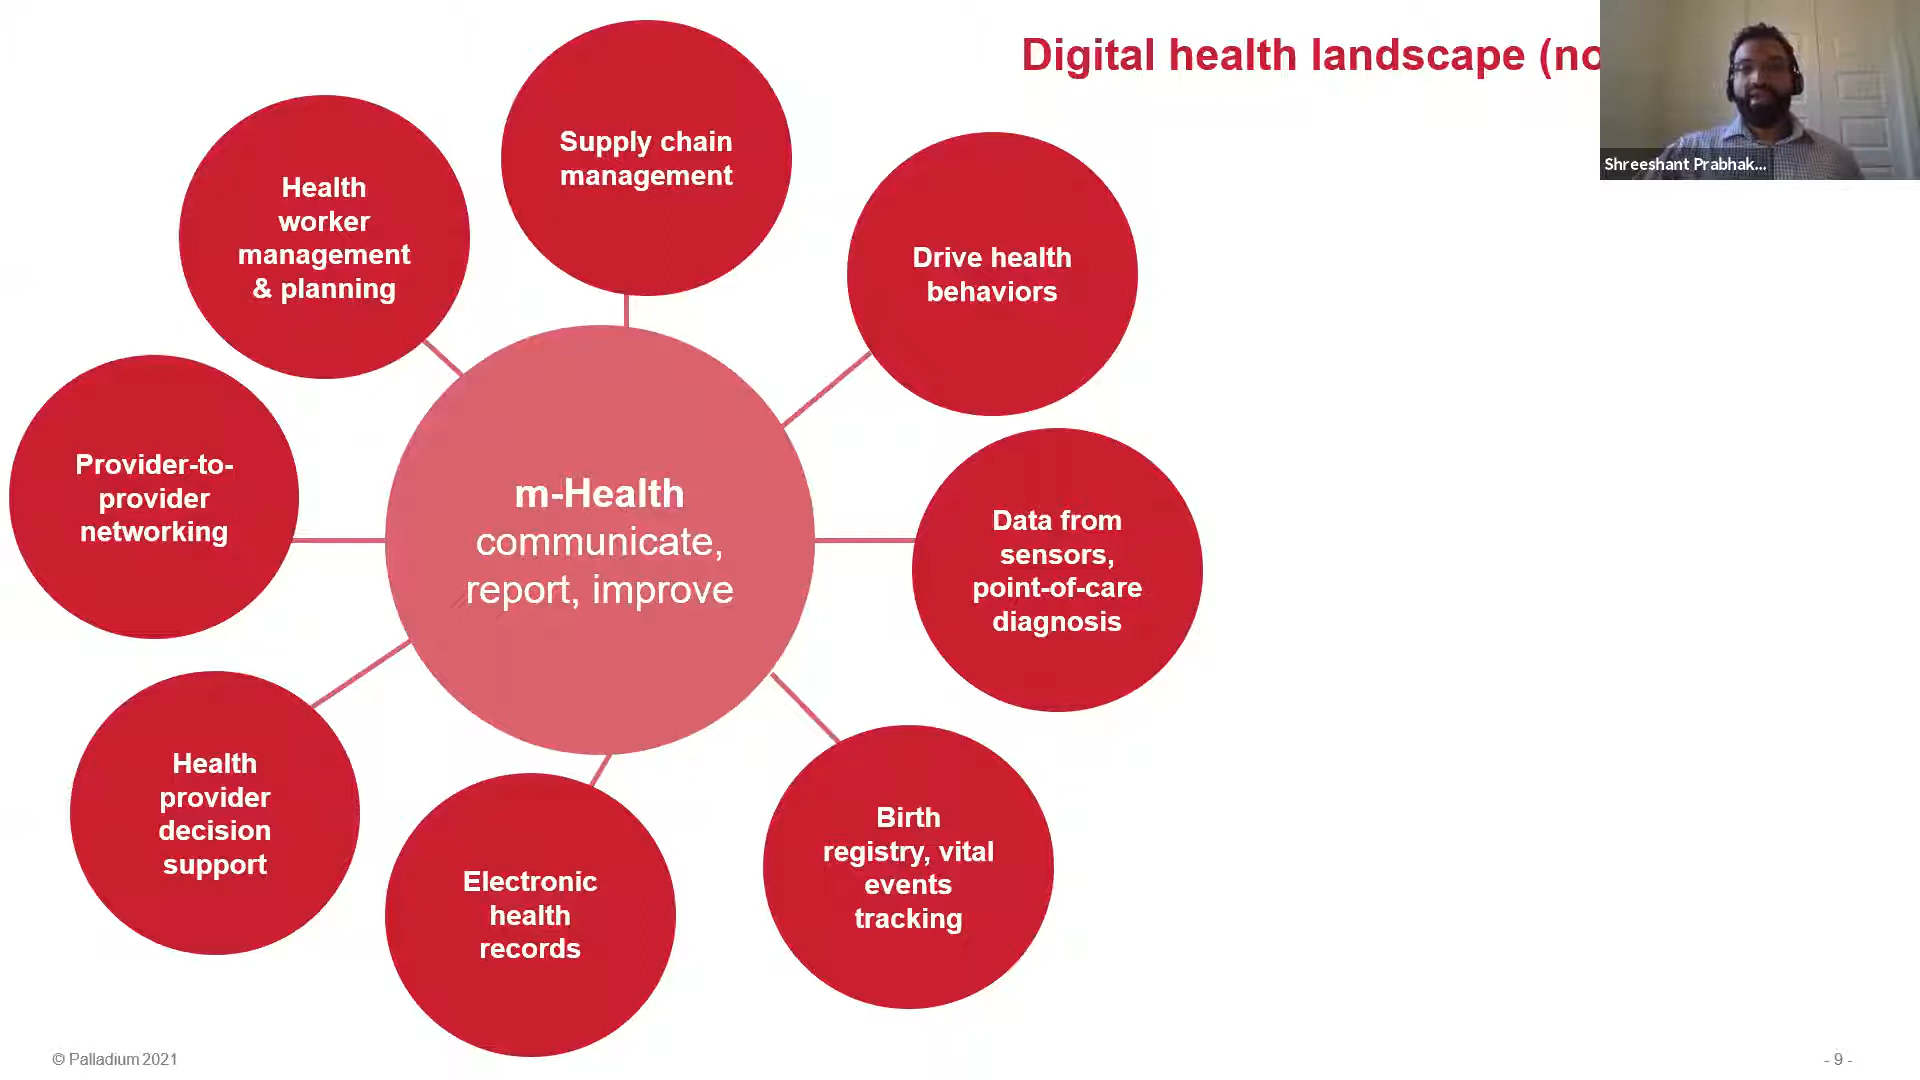 Digital health landscape (no
Shreeshant Prabhak...
Supply chain
management
Health
worker
management
& planning
Drive health
behaviors
Provider-to-
provider
networking
m-Health
communicate,
report, improve
Data from
sensors,
point-of-care
diagnosis
Health
provider
decision
support
Electronic
health
records
Birth
registry, vital
events
tracking
© Palladium 2021
- 9 -